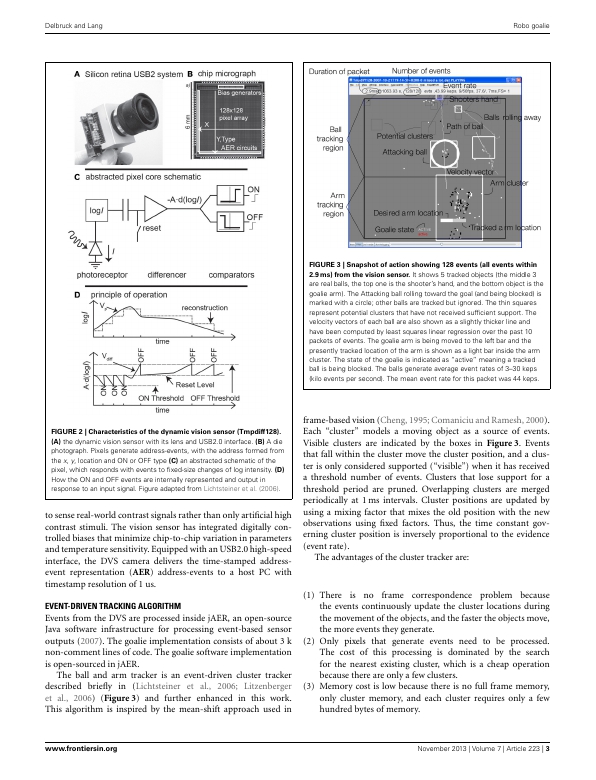 Delbruck and Lang
Robo goalie
A Silicon retina USB2 system
B chip micrograph
Bias generators
128x128
pixel array
X
Y,Type
AER circuits
6 mm
C abstracted pixel core schematic
logI
-A·d(logI)
ON
OFF
reset
I
photoreceptor
differencer
comparators
D principle of operation
reconstruction
logI
time
OFF
OFF
OFF
A·d(logI)
ON
ON
ON
Reset Level
ON Threshold
OFF Threshold
time
FIGURE 2 | Characteristics of the dynamic vision sensor (Tmpdiff128).
(A) the dynamic vision sensor with its lens and USB2.0 interface. (B) A die
photograph. Pixels generate address-events, with the address formed from
the x, y, location and ON or OFF type (C) an abstracted schematic of the
pixel, which responds with events to fixed-size changes of log intensity. (D)
How the ON and OFF events are internally represented and output in
response to an input signal. Figure adapted from Lichtsteiner et al. (2006).
to sense real-world contrast signals rather than only artificial high
contrast stimuli. The vision sensor has integrated digitally con-
trolled biases that minimize chip-to-chip variation in parameters
and temperature sensitivity. Equipped with an USB2.0 high-speed
interface, the DVS camera delivers the time-stamped address-
event representation (AER) address-events to a host PC with
timestamp resolution of 1 us.
EVENT-DRIVEN TRACKING ALGORITHM
Events from the DVS are processed inside jAER, an open-source
Java software infrastructure for processing event-based sensor
outputs (2007). The goalie implementation consists of about 3 k
non-comment lines of code. The goalie software implementation
is open-sourced in jAER.
The ball and arm tracker is an event-driven cluster tracker
described briefly in (Lichtsteiner et al., 2006; Litzenberger
et al., 2006) (Figure 3) and further enhanced in this work.
This algorithm is inspired by the mean-shift approach used in
Duration of packet
Number of events
Event rate
Shooters hand
Balls rolling away
Path of ball
Potential clusters
Ball
tracking
region
Attacking ball
Velocity vector
Arm cluster
Arm
tracking
region
Desired arm location
Goalie state
Tracked arm location
FIGURE 3 | Snapshot of action showing 128 events (all events within
2.9 ms) from the vision sensor. It shows 5 tracked objects (the middle 3
are real balls, the top one is the shooter's hand, and the bottom object is the
goalie arm). The Attacking ball rolling toward the goal (and being blocked) is
marked with a circle; other balls are tracked but ignored. The thin squares
represent potential clusters that have not received sufficient support. The
velocity vectors of each ball are also shown as a slightly thicker line and
have been computed by least squares linear regression over the past 10
packets of events. The goalie arm is being moved to the left bar and the
presently tracked location of the arm is shown as a light bar inside the arm
cluster. The state of the goalie is indicated as "active" meaning a tracked
ball is being blocked. The balls generate average event rates of 3–30 keps
(kilo events per second). The mean event rate for this packet was 44 keps.
frame-based vision (Cheng, 1995; Comaniciu and Ramesh, 2000).
Each "cluster" models a moving object as a source of events.
Visible clusters are indicated by the boxes in Figure 3. Events
that fall within the cluster move the cluster position, and a clus-
ter is only considered supported ("visible") when it has received
a threshold number of events. Clusters that lose support for a
threshold period are pruned. Overlapping clusters are merged
periodically at 1 ms intervals. Cluster positions are updated by
using a mixing factor that mixes the old position with the new
observations using fixed factors. Thus, the time constant gov-
erning cluster position is inversely proportional to the evidence
(event rate).
The advantages of the cluster tracker are:
(1) There is no frame correspondence problem because
the events continuously update the cluster locations during
the movement of the objects, and the faster the objects move,
the more events they generate.
(2) Only pixels that generate events need to be processed.
The cost of this processing is dominated by the search
for the nearest existing cluster, which is a cheap operation
because there are only a few clusters.
(3) Memory cost is low because there is no full frame memory,
only cluster memory, and each cluster requires only a few
hundred bytes of memory.
www.frontiersin.org
November 2013 | Volume 7 | Article 223 | 3